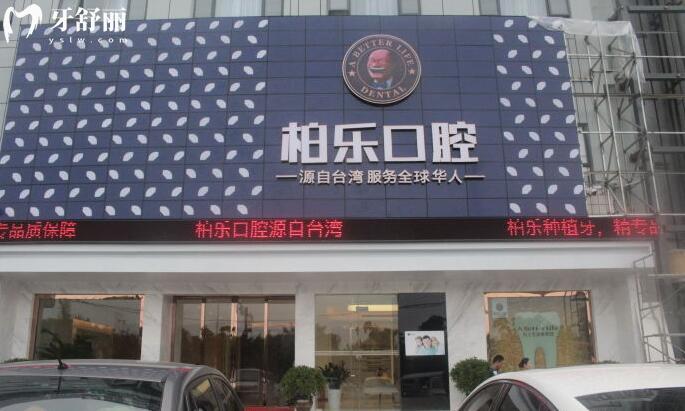 牙舒丽
yslw.com
A BETTER LIFE
DENTAL
柏乐口腔
源自台湾 服务全球华人
专品质保障 柏乐口腔源自台湾 柏乐种植牙，精专品
A Better Life